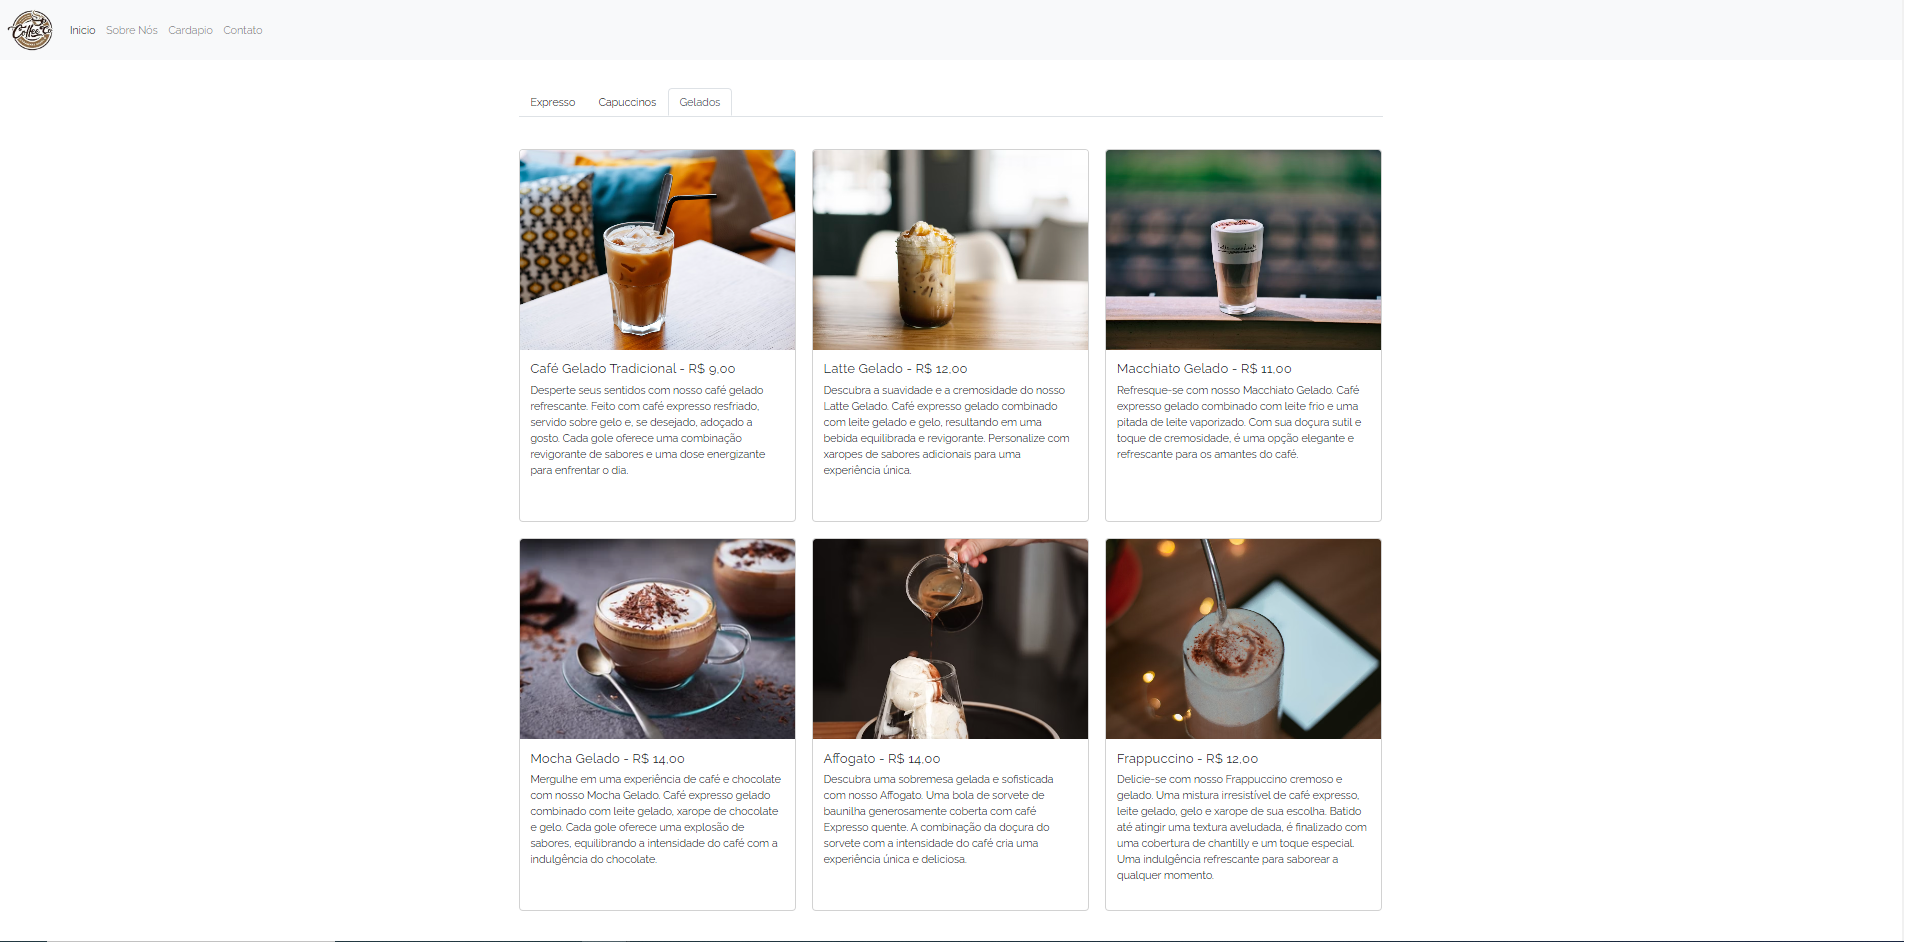 Coffee Co
Inicio Sobre Nós Cardapio Contato
Expresso Capuccinos Gelados
Café Gelado Tradicional - R$ 9,00
Desperte seus sentidos com nosso café gelado
refrescante. Feito com café expresso resfriado,
servido sobre gelo e, se desejado, adoçado a
gosto. Cada gole oferece uma combinação
revigorante de sabores e uma dose energizante
para enfrentar o dia.
Latte Gelado - R$ 12,00
Descubra a suavidade e a cremosidade do nosso
Latte Gelado. Café expresso gelado combinado
com leite gelado e gelo, resultando em uma
bebida equilibrada e revigorante. Personalize com
xaropes de sabores adicionais para uma
experiência única.
Macchiato Gelado - R$ 11,00
Refresque-se com nosso Macchiato Gelado. Café
expresso gelado combinado com leite frio e uma
pitada de leite vaporizado. Com sua doçura sutil e
toque de cremosidade, é uma opção elegante e
refrescante para os amantes do café.
Mocha Gelado - R$ 14,00
Mergulhe em uma experiência de café e chocolate
com nosso Mocha Gelado. Café expresso gelado
combinado com leite gelado, xarope de chocolate
e gelo. Cada gole oferece uma explosão de
sabores, equilibrando a intensidade do café com a
indulgência do chocolate.
Affogato - R$ 14,00
Descubra uma sobremesa gelada e sofisticada
com nosso Affogato. Uma bola de sorvete de
baunilha generosamente coberta com café
Expresso quente. A combinação da doçura do
sorvete com a intensidade do café cria uma
experiência única e deliciosa.
Frappuccino - R$ 12,00
Delicie-se com nosso Frappuccino cremoso e
gelado. Uma mistura irresistível de café expresso,
leite gelado, gelo e xarope de sua escolha. Batido
até atingir uma textura aveludada, é finalizado com
uma cobertura de chantilly e um toque especial.
Uma indulgência refrescante para saborear a
qualquer momento.